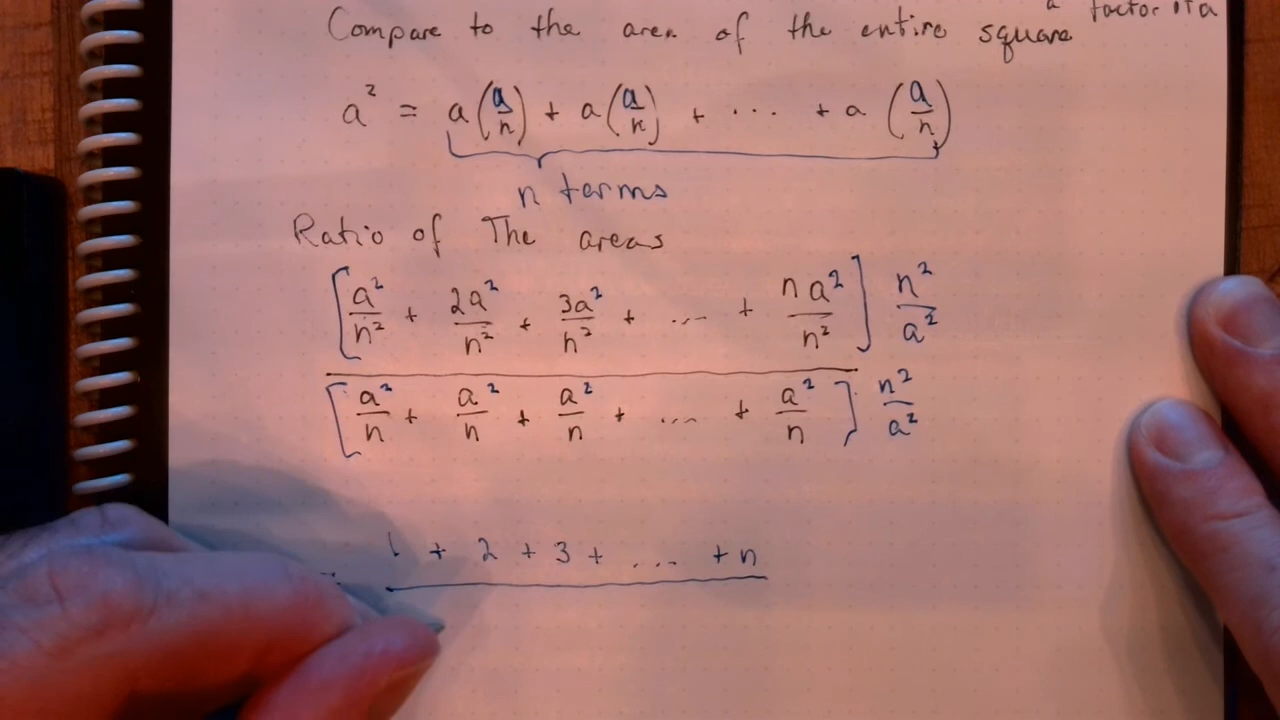 a factor
Compare to the area of the entire square
a² = a(a/n) + a(a/n) + ... + a(a/n)
n terms
Ratio of The areas
[a²/n² + 2a²/n² + 3a²/n² + ... + na²/n²] n²/a²
[a²/n + a²/n + a²/n + ... + a²/n] n²/a²
= 1 + 2 + 3 + ... + n